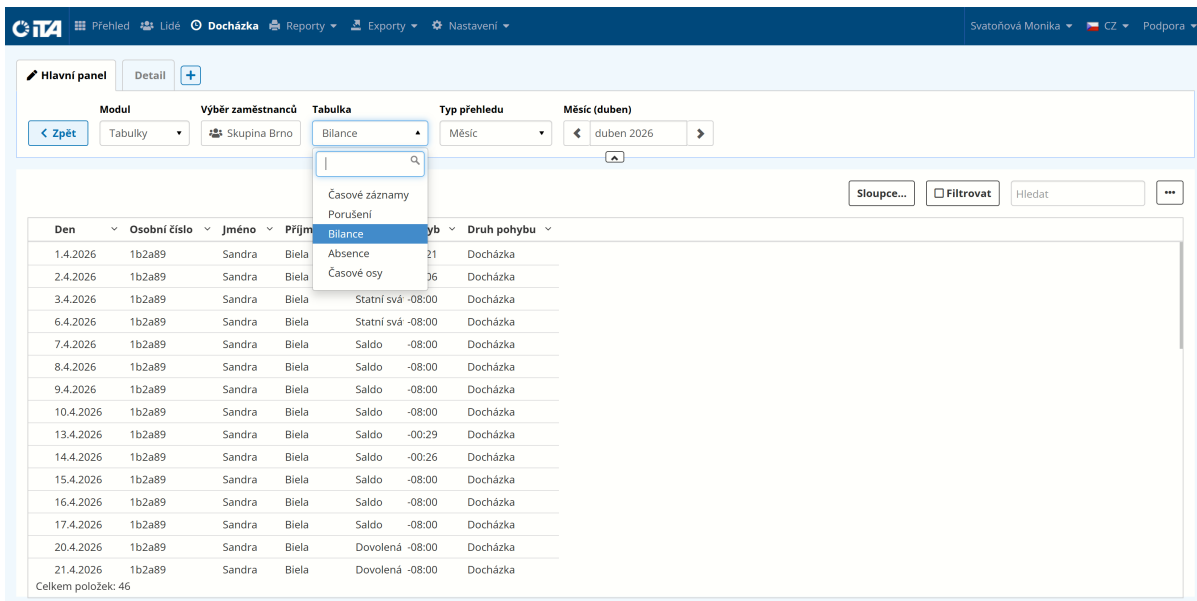 ITA Přehled Lidé Docházka Reporty Exporty Nastavení Svatoňová Monika CZ Podpora
Hlavní panel Detail +
Modul Výběr zaměstnanců Tabulka Typ přehledu Měsíc (duben)
Zpět Tabulky Skupina Brno Bilance Měsíc duben 2026
Časové záznamy
Porušení
Bilance
Absence
Časové osy
Sloupce... Filtrovat Hledat ...
Den Osobní číslo Jméno Příjm yb Druh pohybu
1.4.2026 1b2a89 Sandra Biela 21 Docházka
2.4.2026 1b2a89 Sandra Biela 06 Docházka
3.4.2026 1b2a89 Sandra Biela Statní svá -08:00 Docházka
6.4.2026 1b2a89 Sandra Biela Statní svá -08:00 Docházka
7.4.2026 1b2a89 Sandra Biela Saldo -08:00 Docházka
8.4.2026 1b2a89 Sandra Biela Saldo -08:00 Docházka
9.4.2026 1b2a89 Sandra Biela Saldo -08:00 Docházka
10.4.2026 1b2a89 Sandra Biela Saldo -08:00 Docházka
13.4.2026 1b2a89 Sandra Biela Saldo -00:29 Docházka
14.4.2026 1b2a89 Sandra Biela Saldo -00:26 Docházka
15.4.2026 1b2a89 Sandra Biela Saldo -08:00 Docházka
16.4.2026 1b2a89 Sandra Biela Saldo -08:00 Docházka
17.4.2026 1b2a89 Sandra Biela Saldo -08:00 Docházka
20.4.2026 1b2a89 Sandra Biela Dovolená -08:00 Docházka
21.4.2026 1b2a89 Sandra Biela Dovolená -08:00 Docházka
Celkem položek: 46